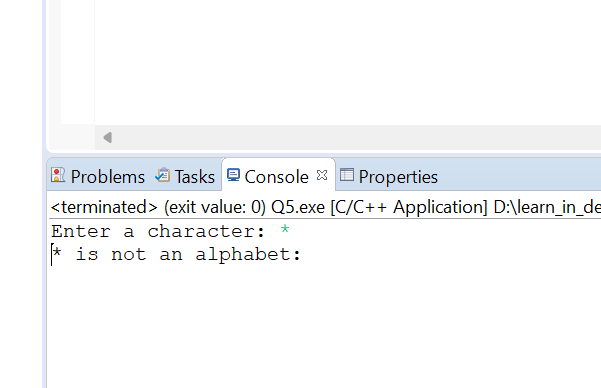 Problems Tasks Console Properties
<terminated> (exit value: 0) Q5.exe [C/C++ Application] D:\learn_in_de
Enter a character: *
* is not an alphabet: